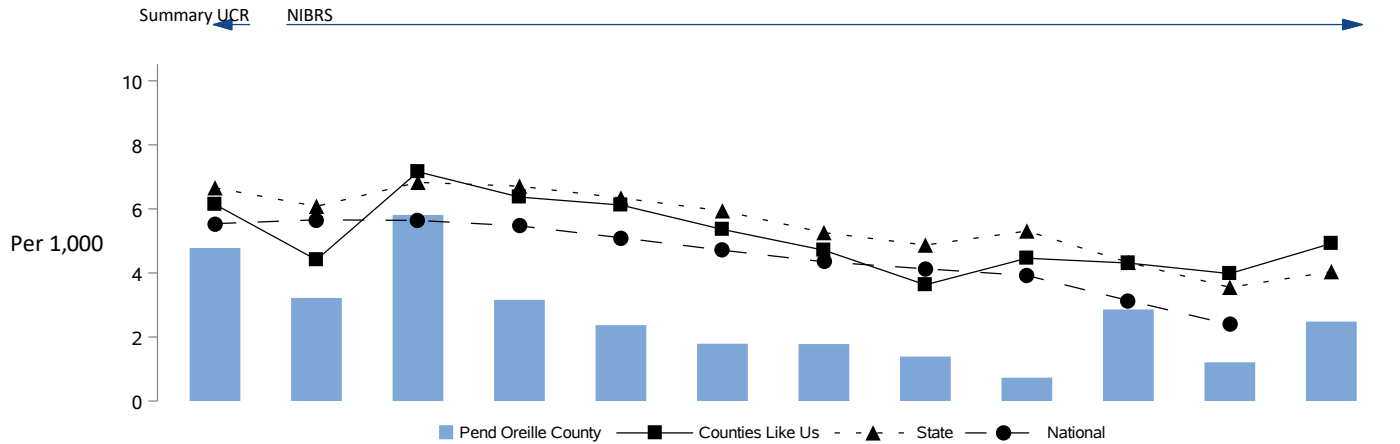 Summary UCR NIBRS
10
8
6
Per 1,000
4
2
0
Pend Oreille County Counties Like Us State National